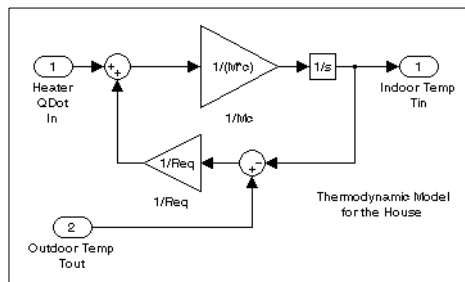 1
Heater
QDot
In
+
+
1/(M*c)
1/Mc
1/s
1
Indoor Temp
Tin
1/Req
1/Req
−
+
Thermodynamic Model
for the House
2
Outdoor Temp
Tout